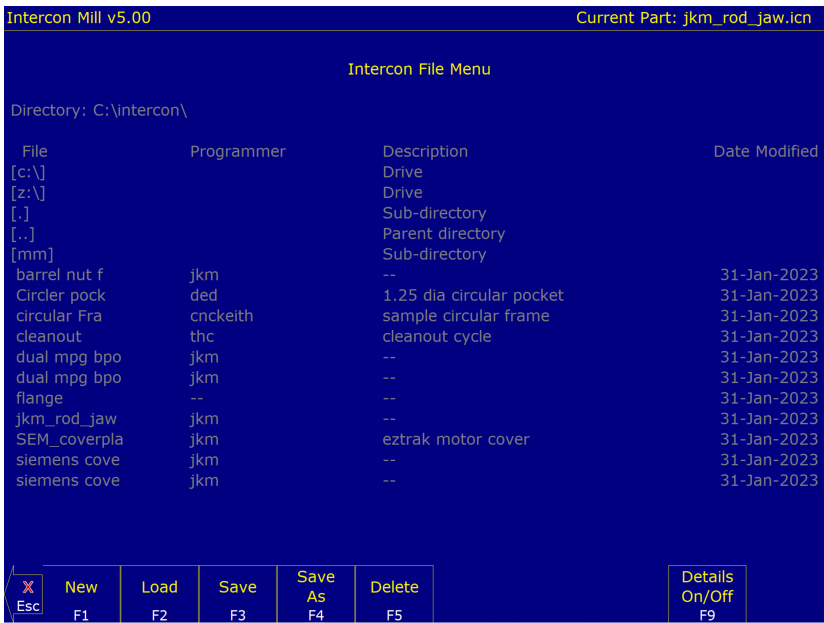 Intercon Mill v5.00 Current Part: jkm_rod_jaw.icn
Intercon File Menu
Directory: C:\intercon\
File Programmer Description Date Modified
[c:\] Drive
[z:\] Drive
[.] Sub-directory
[..] Parent directory
[mm] Sub-directory
barrel nut f jkm -- 31-Jan-2023
Circler pock ded 1.25 dia circular pocket 31-Jan-2023
circular Fra cnckeith sample circular frame 31-Jan-2023
cleanout thc cleanout cycle 31-Jan-2023
dual mpg bpo jkm -- 31-Jan-2023
dual mpg bpo jkm -- 31-Jan-2023
flange -- -- 31-Jan-2023
jkm_rod_jaw jkm -- 31-Jan-2023
SEM_coverpla jkm eztrak motor cover 31-Jan-2023
siemens cove jkm -- 31-Jan-2023
siemens cove jkm -- 31-Jan-2023
X
Esc
New
F1
Load
F2
Save
F3
Save
As
F4
Delete
F5
Details
On/Off
F9